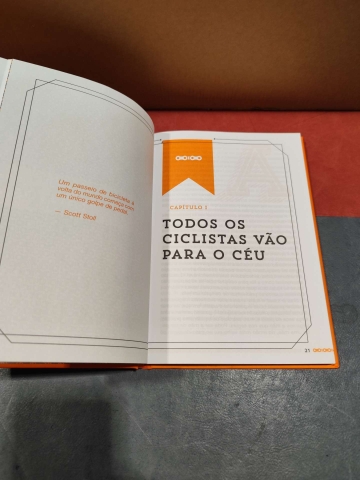 Um passeio de bicicleta à
volta do mundo começa com
um único golpe de pedal.
— Scott Stoll
CAPÍTULO 1
TODOS OS
CICLISTAS VÃO
PARA O CÉU
21